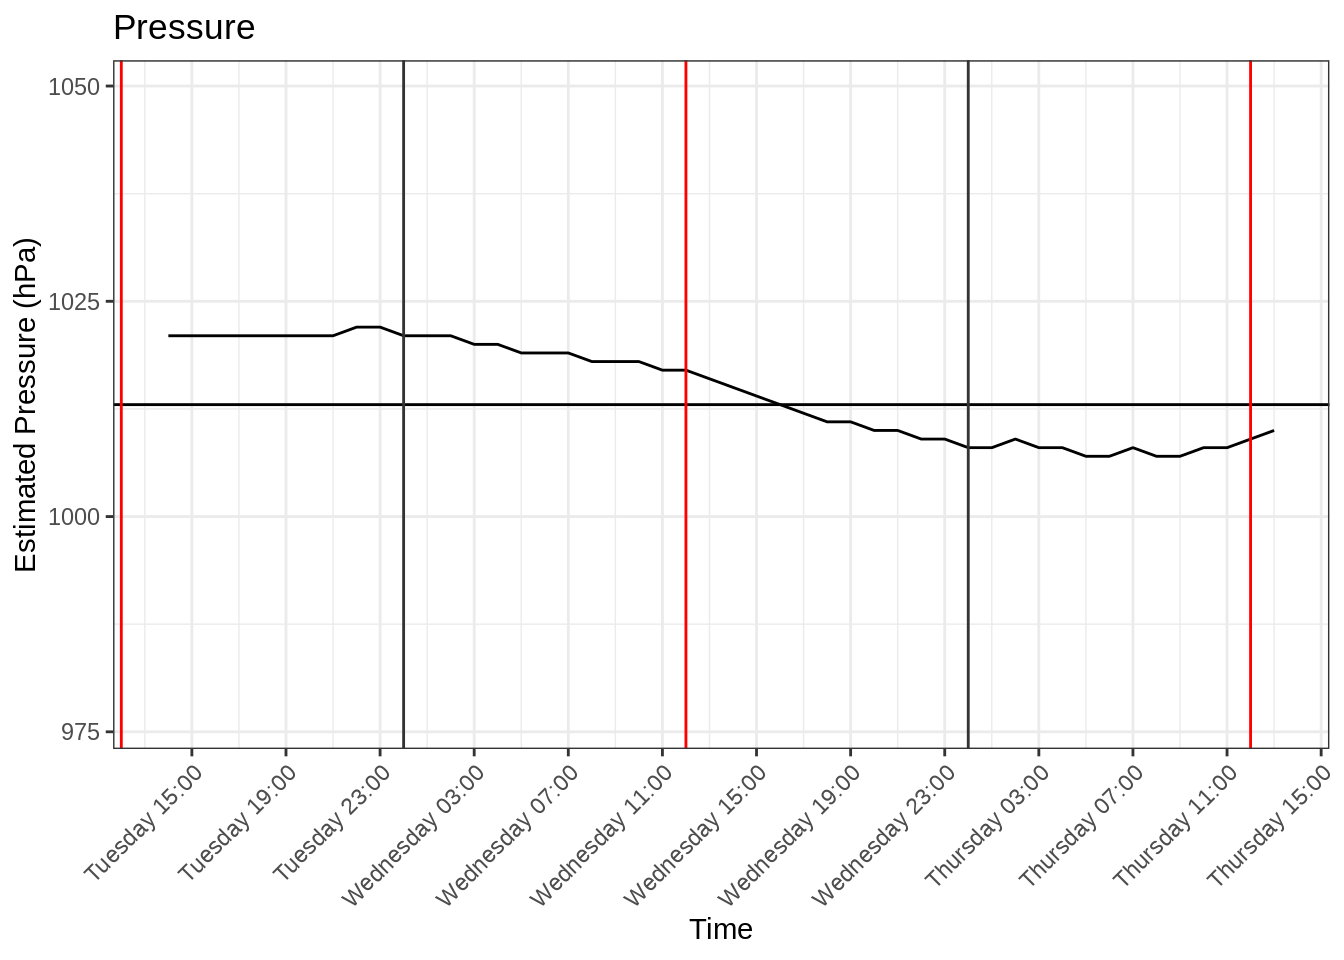 Pressure
Estimated Pressure (hPa)
1050
1025
1000
975
Tuesday 15:00
Tuesday 19:00
Tuesday 23:00
Wednesday 03:00
Wednesday 07:00
Wednesday 11:00
Wednesday 15:00
Wednesday 19:00
Wednesday 23:00
Thursday 03:00
Thursday 07:00
Thursday 11:00
Thursday 15:00
Time